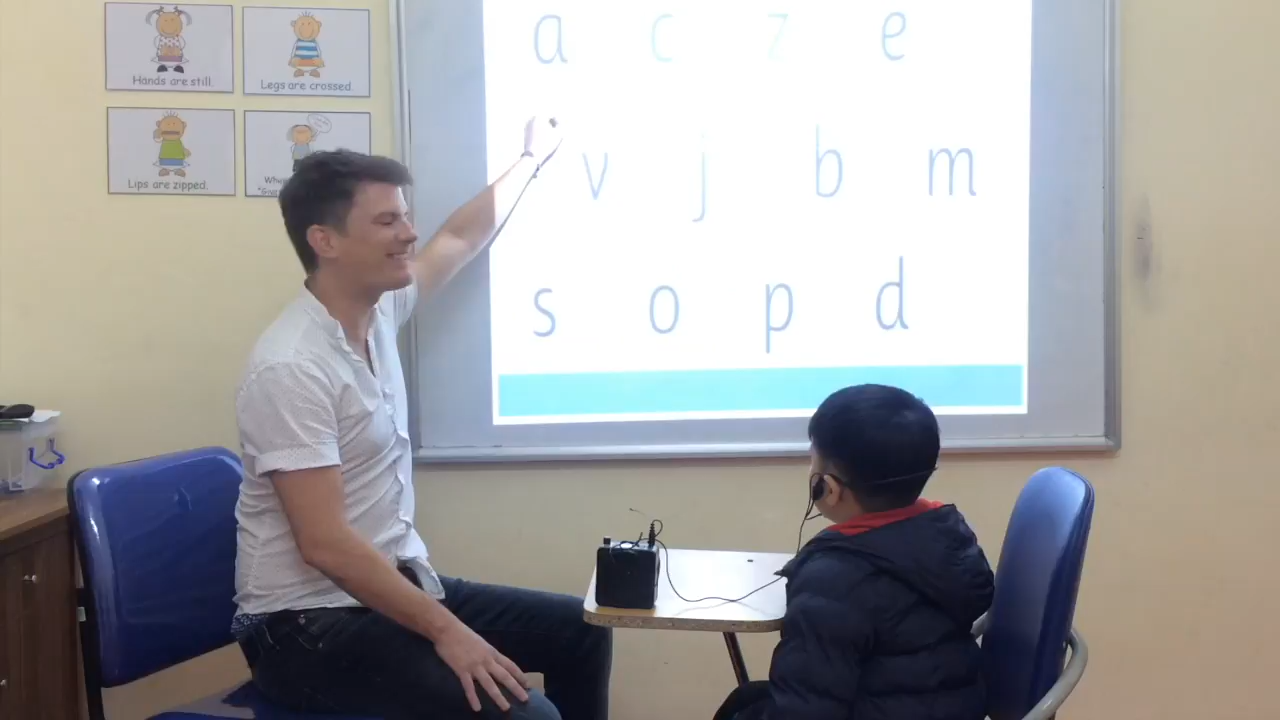 Hands are still.
Legs are crossed.
Lips are zipped.
a c z e
v j b m
s o p d